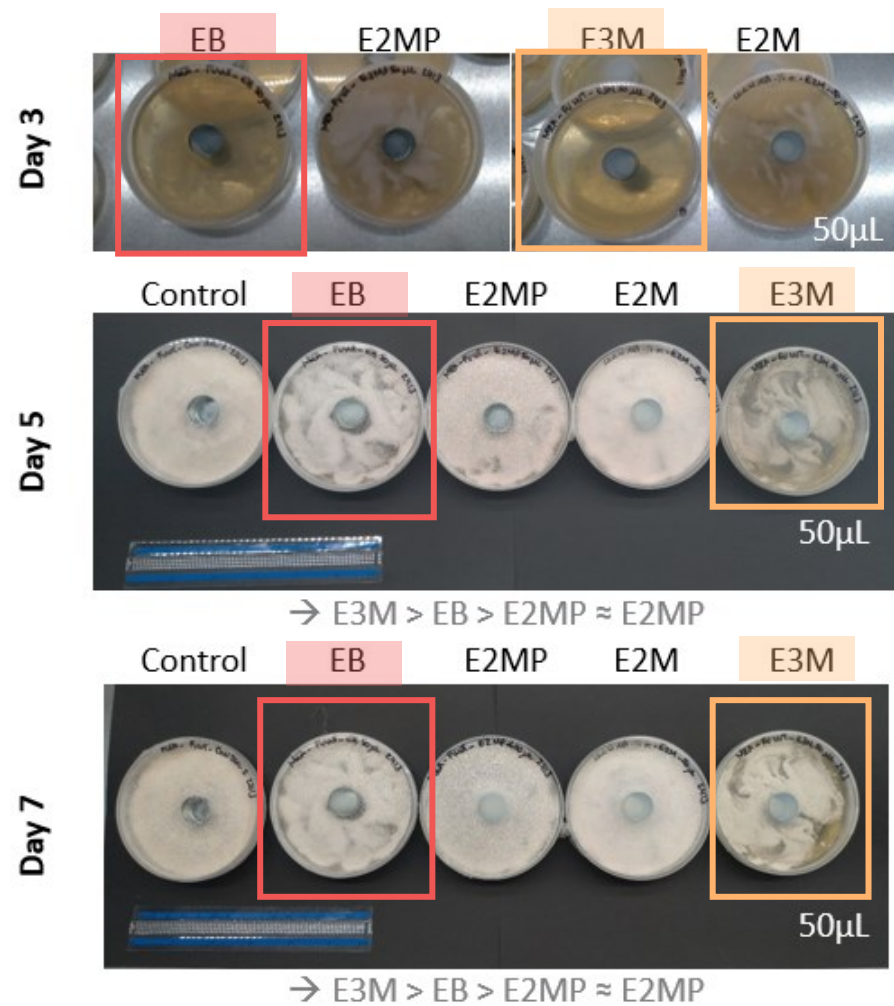 EB E2MP E3M E2M
Day 3
50µL
Control EB E2MP E2M E3M
Day 5
50µL
→ E3M > EB > E2MP ≈ E2MP
Control EB E2MP E2M E3M
Day 7
50µL
→ E3M > EB > E2MP ≈ E2MP